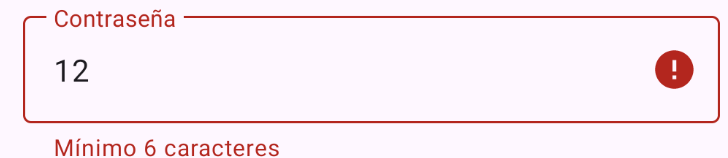 Contraseña
12
Mínimo 6 caracteres